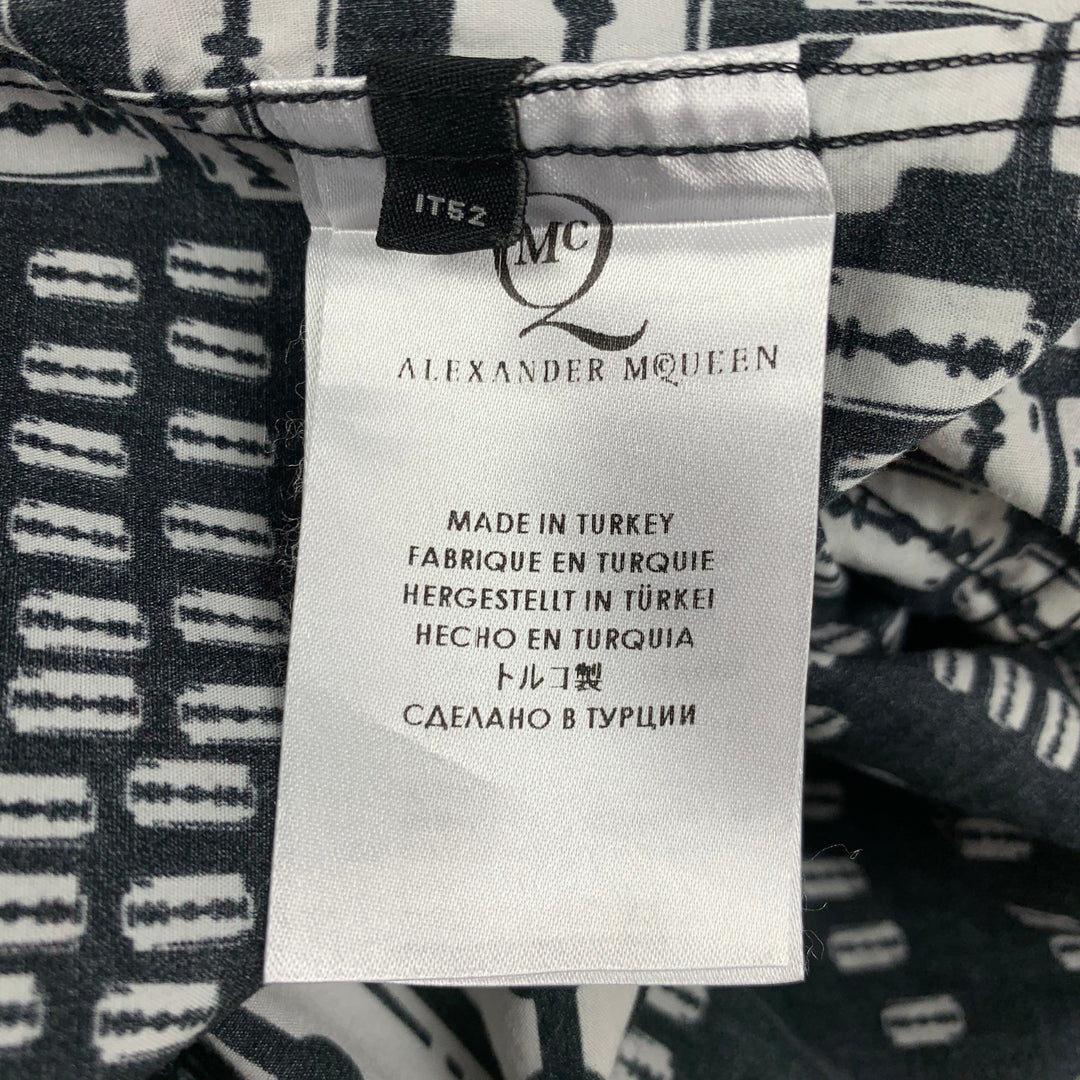 IT52
MCQ
ALEXANDER MCQUEEN
MADE IN TURKEY
FABRIQUE EN TURQUIE
HERGESTELLT IN TÜRKEI
HECHO EN TURQUIA
トルコ製
СДЕЛАНО В ТУРЦИИ